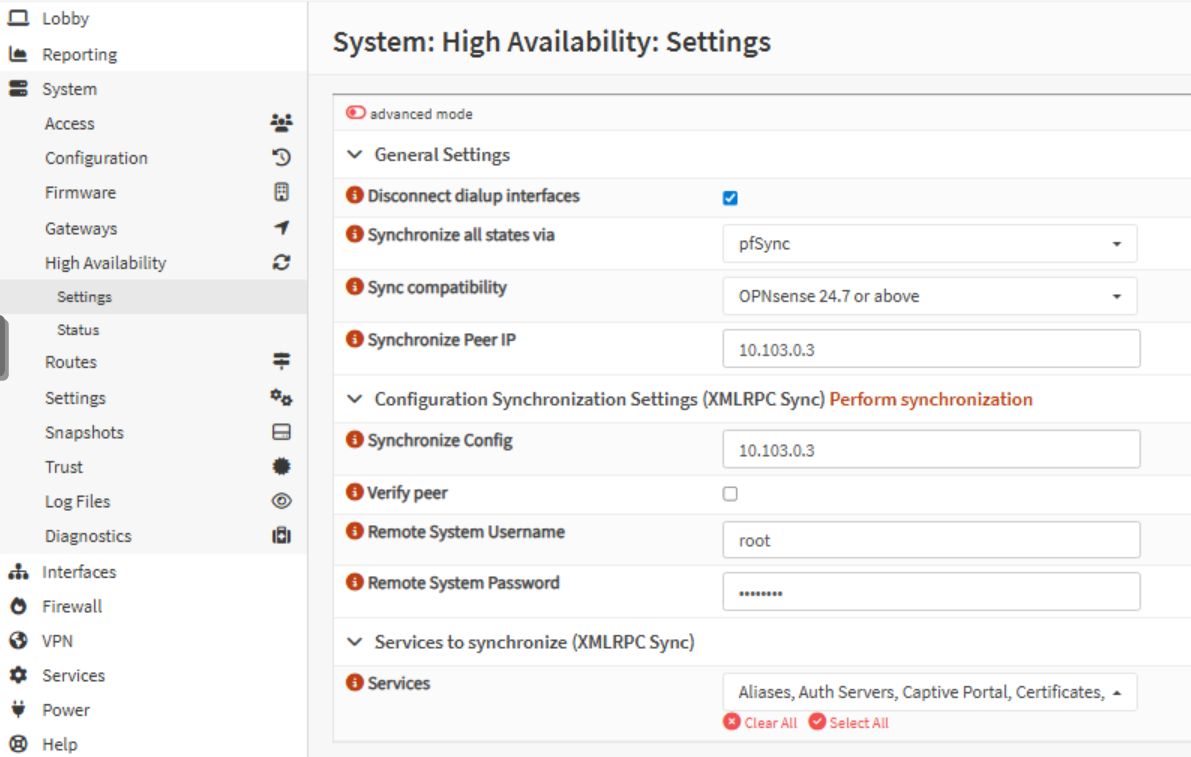 Lobby
Reporting
System
Access
Configuration
Firmware
Gateways
High Availability
Settings
Status
Routes
Settings
Snapshots
Trust
Log Files
Diagnostics
Interfaces
Firewall
VPN
Services
Power
Help
System: High Availability: Settings
advanced mode
General Settings
Disconnect dialup interfaces
Synchronize all states via
pfSync
Sync compatibility
OPNsense 24.7 or above
Synchronize Peer IP
10.103.0.3
Configuration Synchronization Settings (XMLRPC Sync) Perform synchronization
Synchronize Config
10.103.0.3
Verify peer
Remote System Username
root
Remote System Password
••••••••
Services to synchronize (XMLRPC Sync)
Services
Aliases, Auth Servers, Captive Portal, Certificates,
Clear All Select All